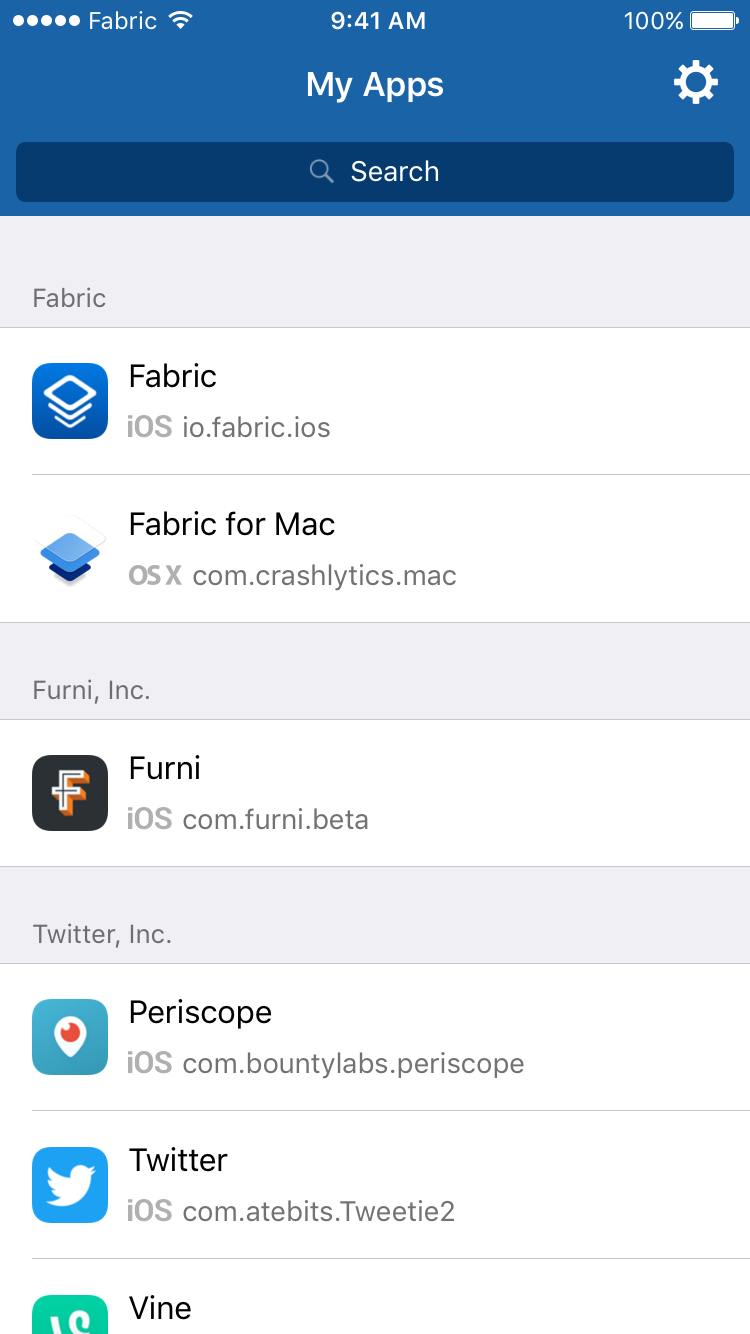 Fabric 9:41 AM 100%
My Apps
Search
Fabric
Fabric
iOS io.fabric.ios
Fabric for Mac
OS X com.crashlytics.mac
Furni, Inc.
F
Furni
iOS com.furni.beta
Twitter, Inc.
Periscope
iOS com.bountylabs.periscope
Twitter
iOS com.atebits.Tweetie2
Vine